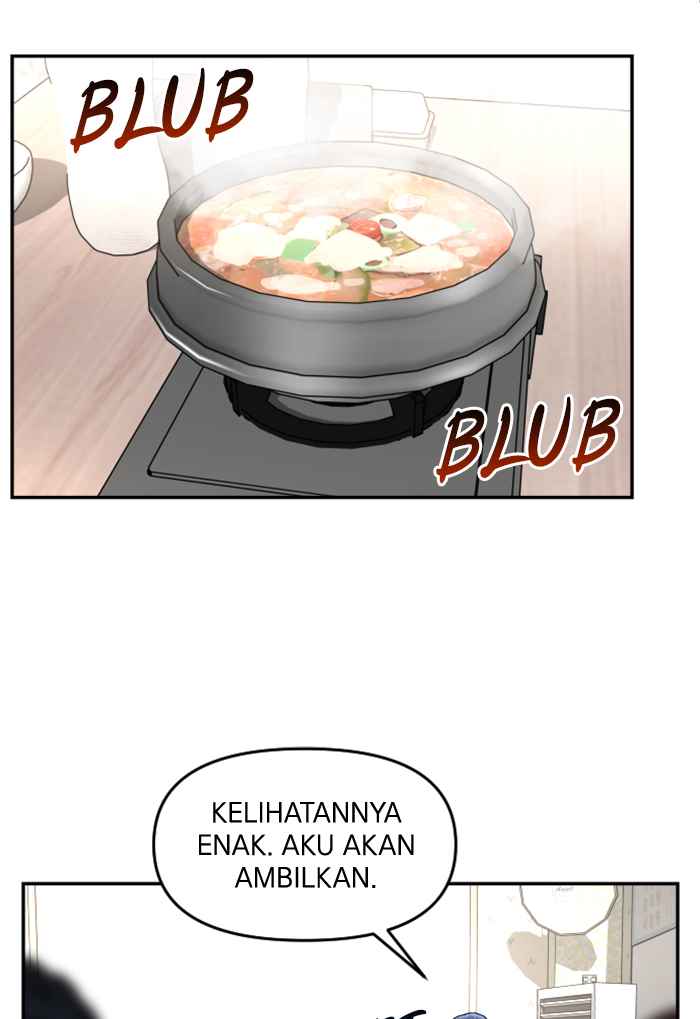 BLUB
BLUB
KELIHATANNYA
ENAK. AKU AKAN
AMBILKAN.